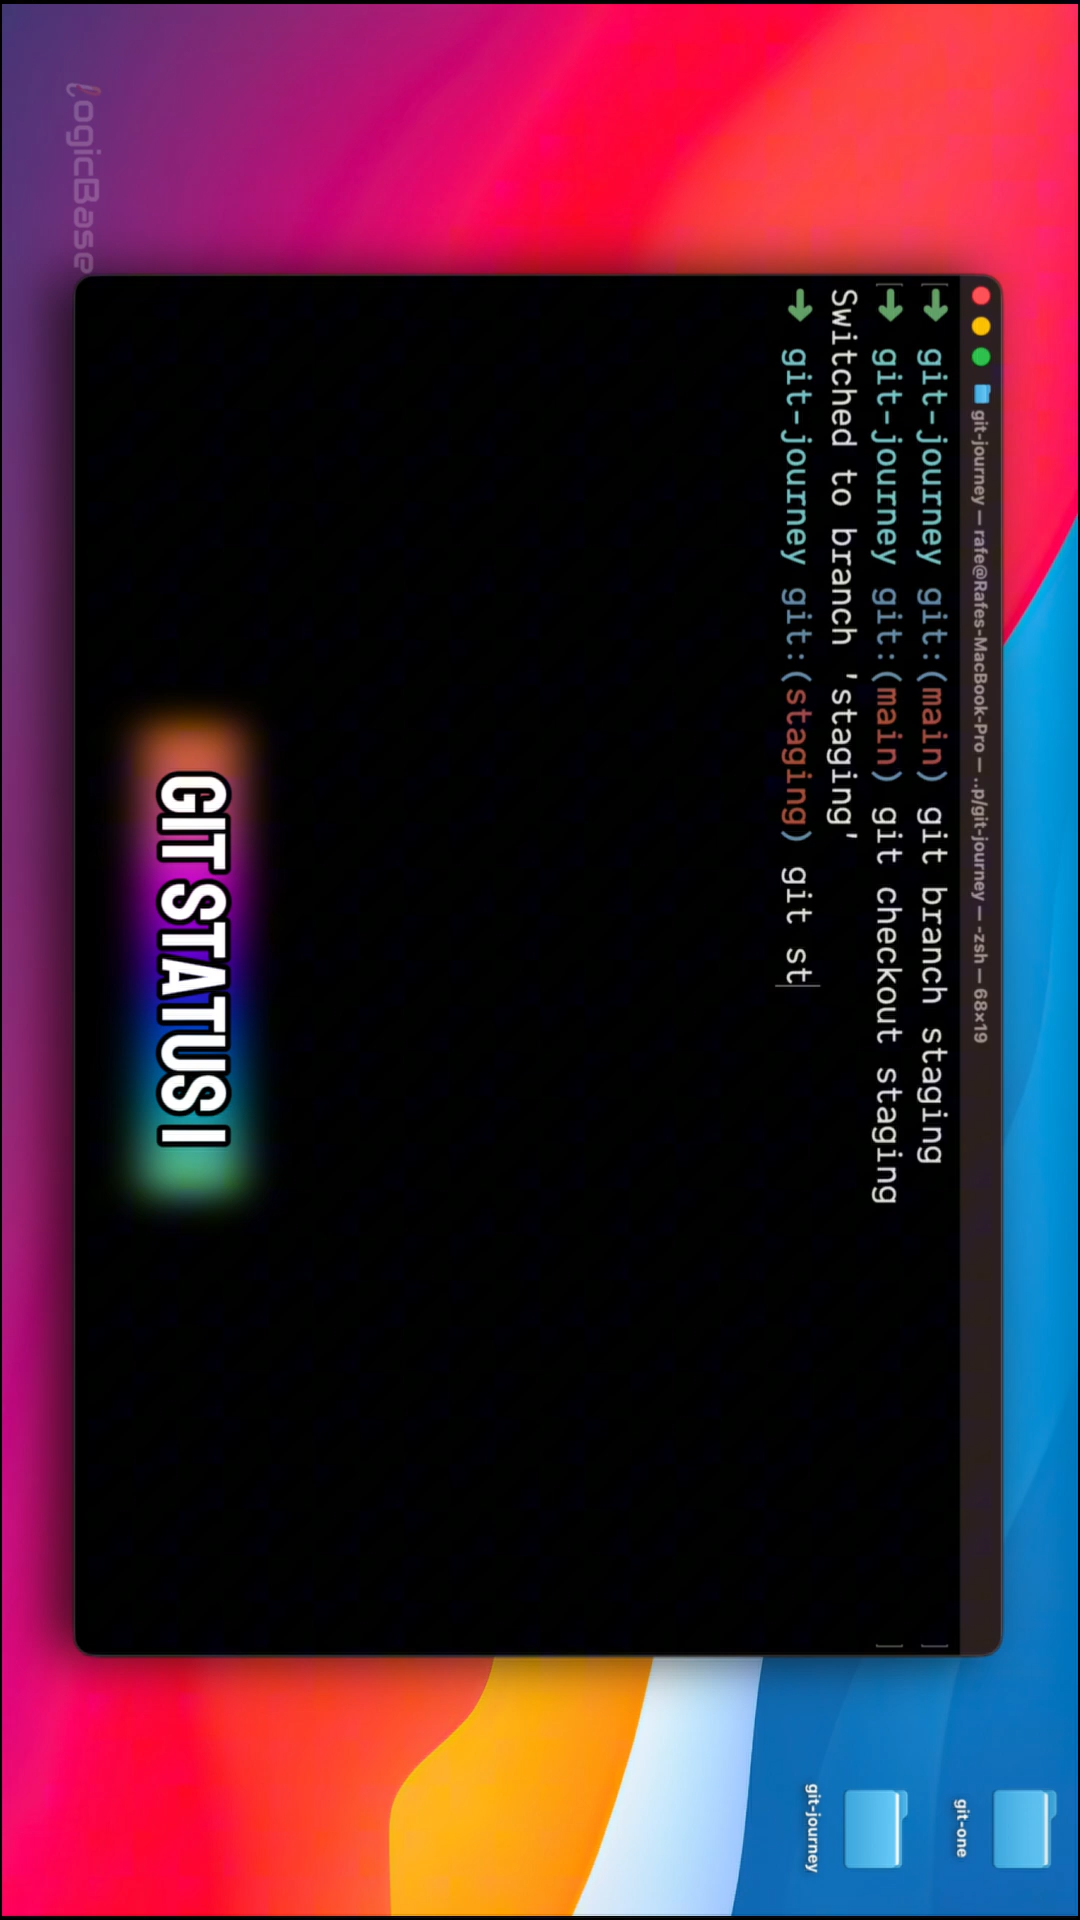 git-journey — rafe@Rafes-MacBook-Pro — ..p/git-journey — -zsh — 68×19
➜ git-journey git:(main) git branch staging
➜ git-journey git:(main) git checkout staging
Switched to branch 'staging'
➜ git-journey git:(staging) git st
GIT STATUS I
git-one
git-journey
LogicBase